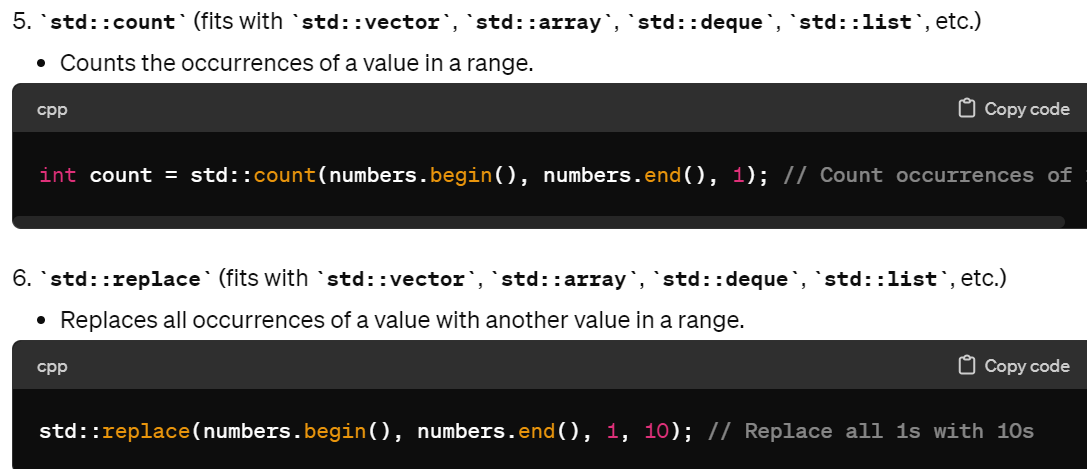 5. `std::count` (fits with `std::vector`, `std::array`, `std::deque`, `std::list`, etc.)
• Counts the occurrences of a value in a range.
cpp Copy code
int count = std::count(numbers.begin(), numbers.end(), 1); // Count occurrences of
6. `std::replace` (fits with `std::vector`, `std::array`, `std::deque`, `std::list`, etc.)
• Replaces all occurrences of a value with another value in a range.
cpp Copy code
std::replace(numbers.begin(), numbers.end(), 1, 10); // Replace all 1s with 10s